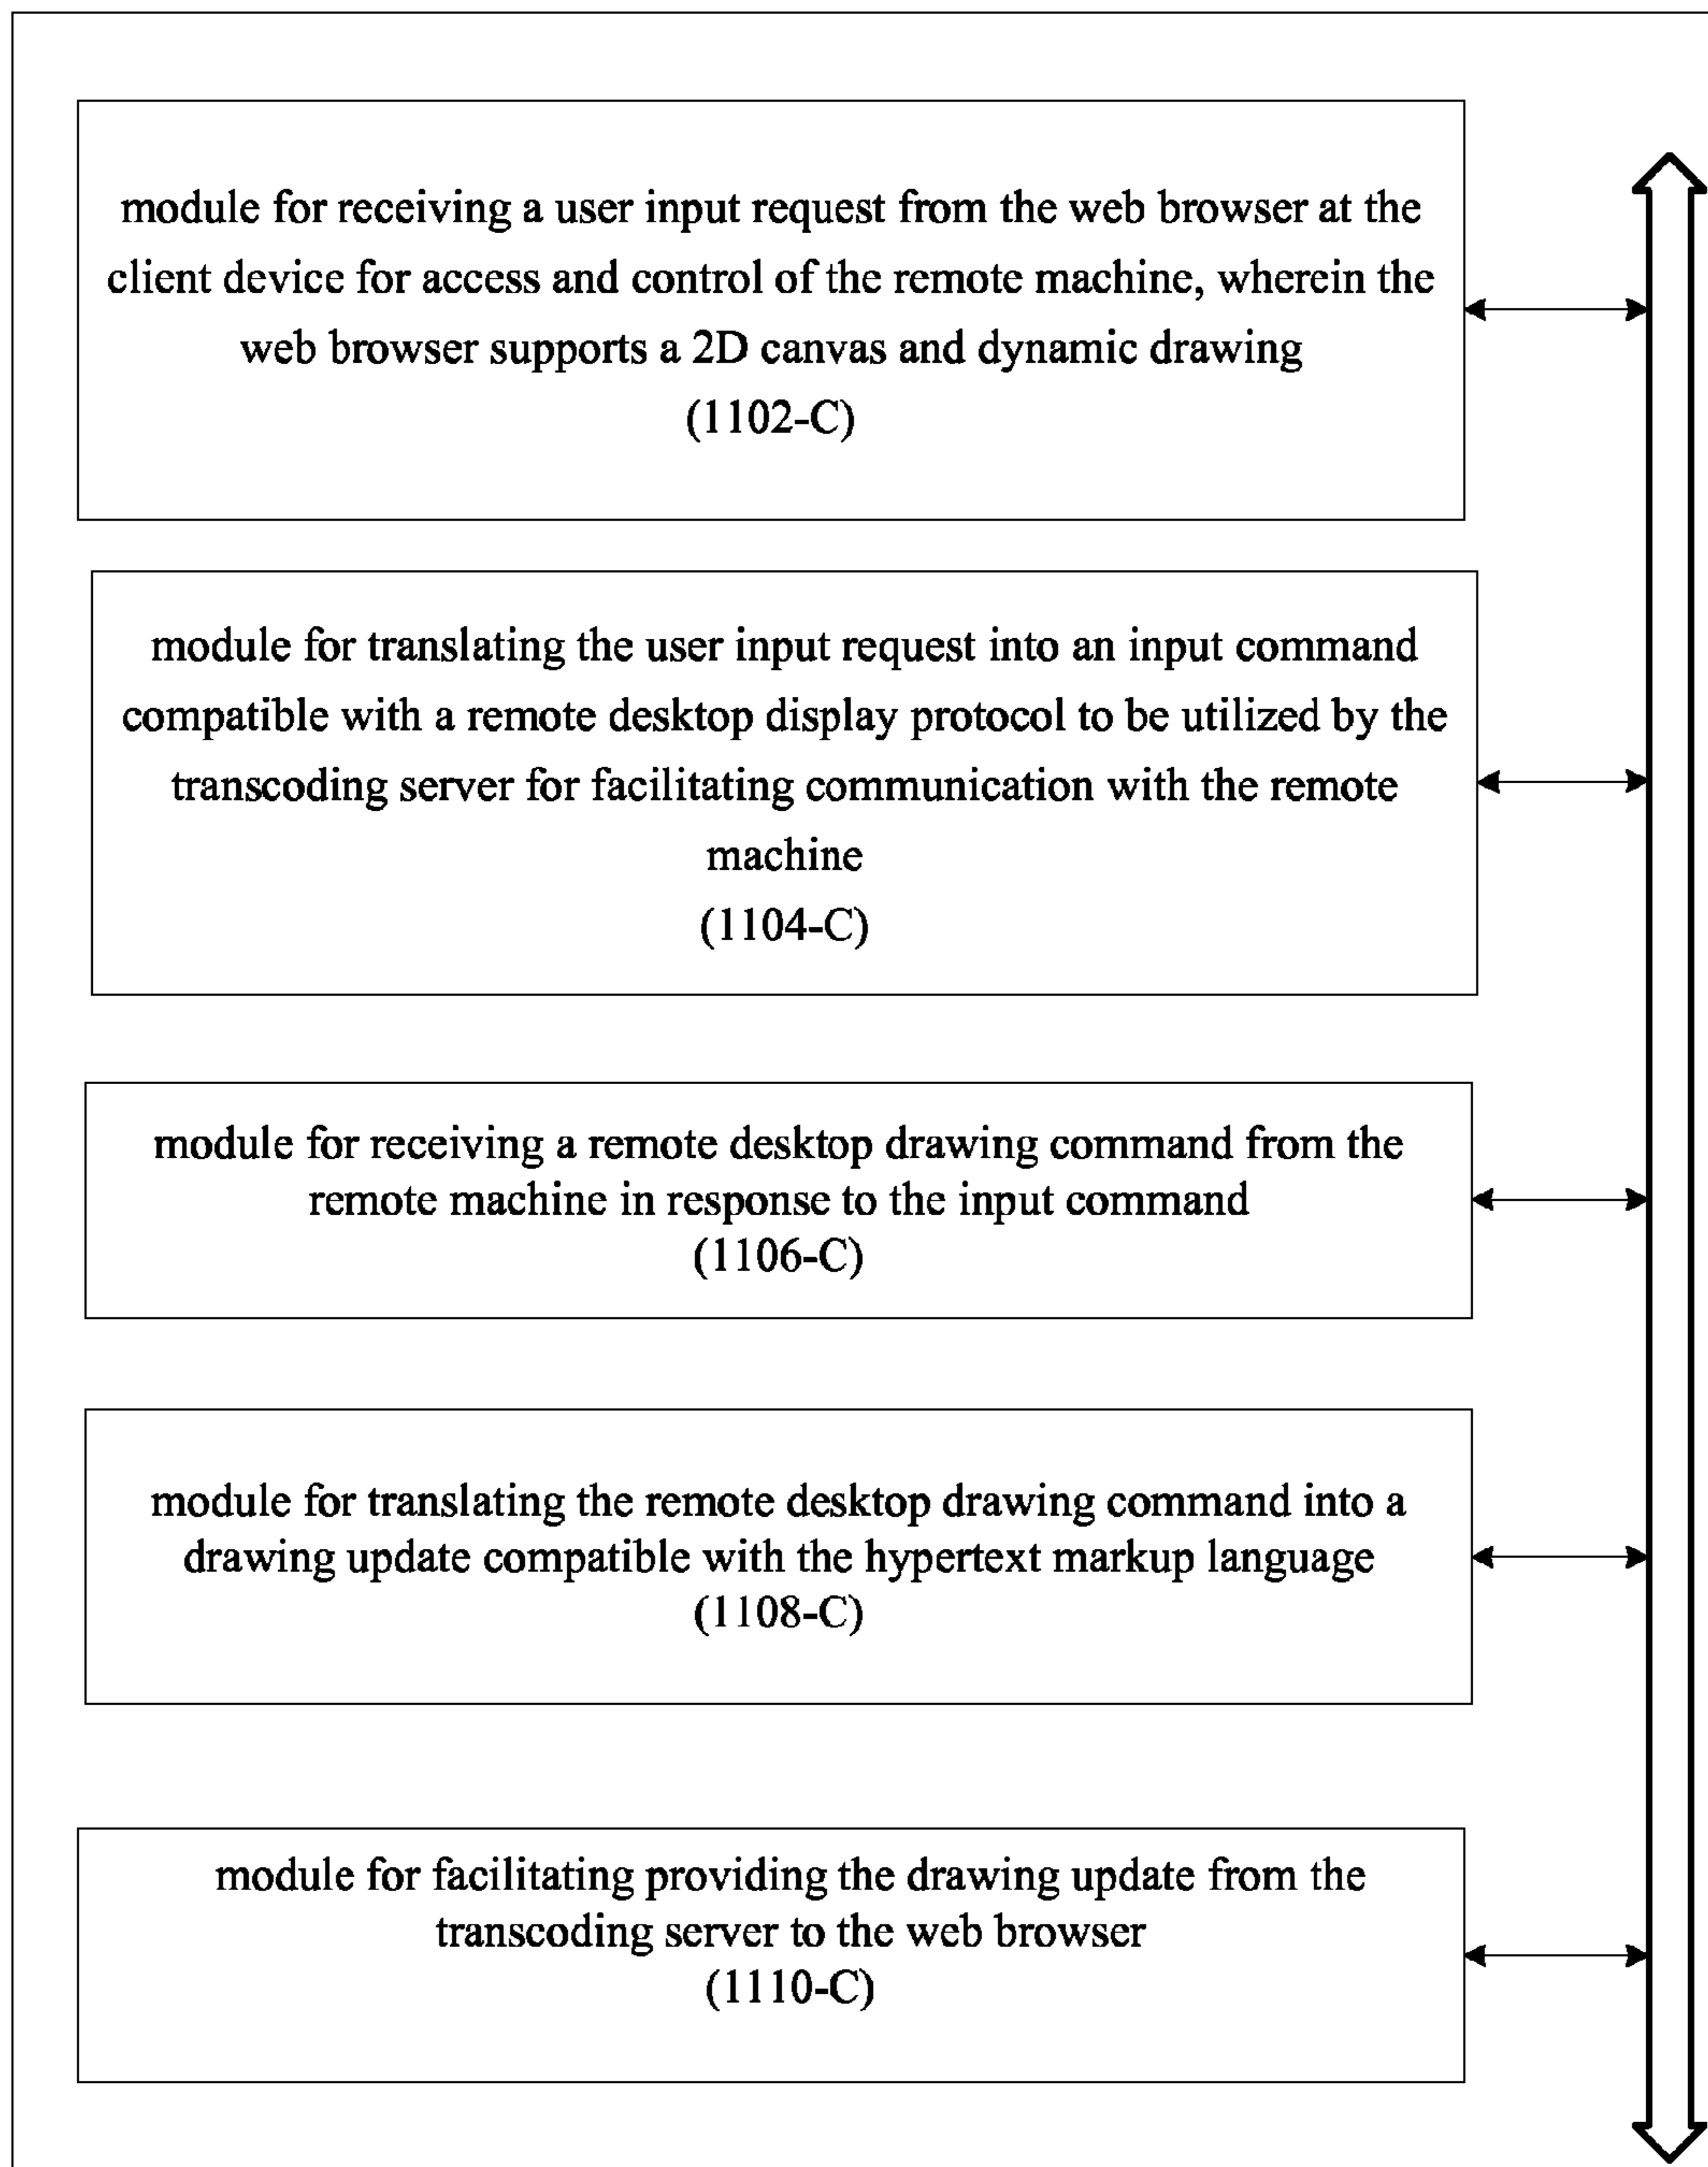 module for receiving a user input request from the web browser at the
client device for access and control of the remote machine, wherein the
web browser supports a 2D canvas and dynamic drawing
(1102-C)
module for translating the user input request into an input command
compatible with a remote desktop display protocol to be utilized by the
transcoding server for facilitating communication with the remote
machine
(1104-C)
module for receiving a remote desktop drawing command from the
remote machine in response to the input command
(1106-C)
module for translating the remote desktop drawing command into a
drawing update compatible with the hypertext markup language
(1108-C)
module for facilitating providing the drawing update from the
transcoding server to the web browser
(1110-C)